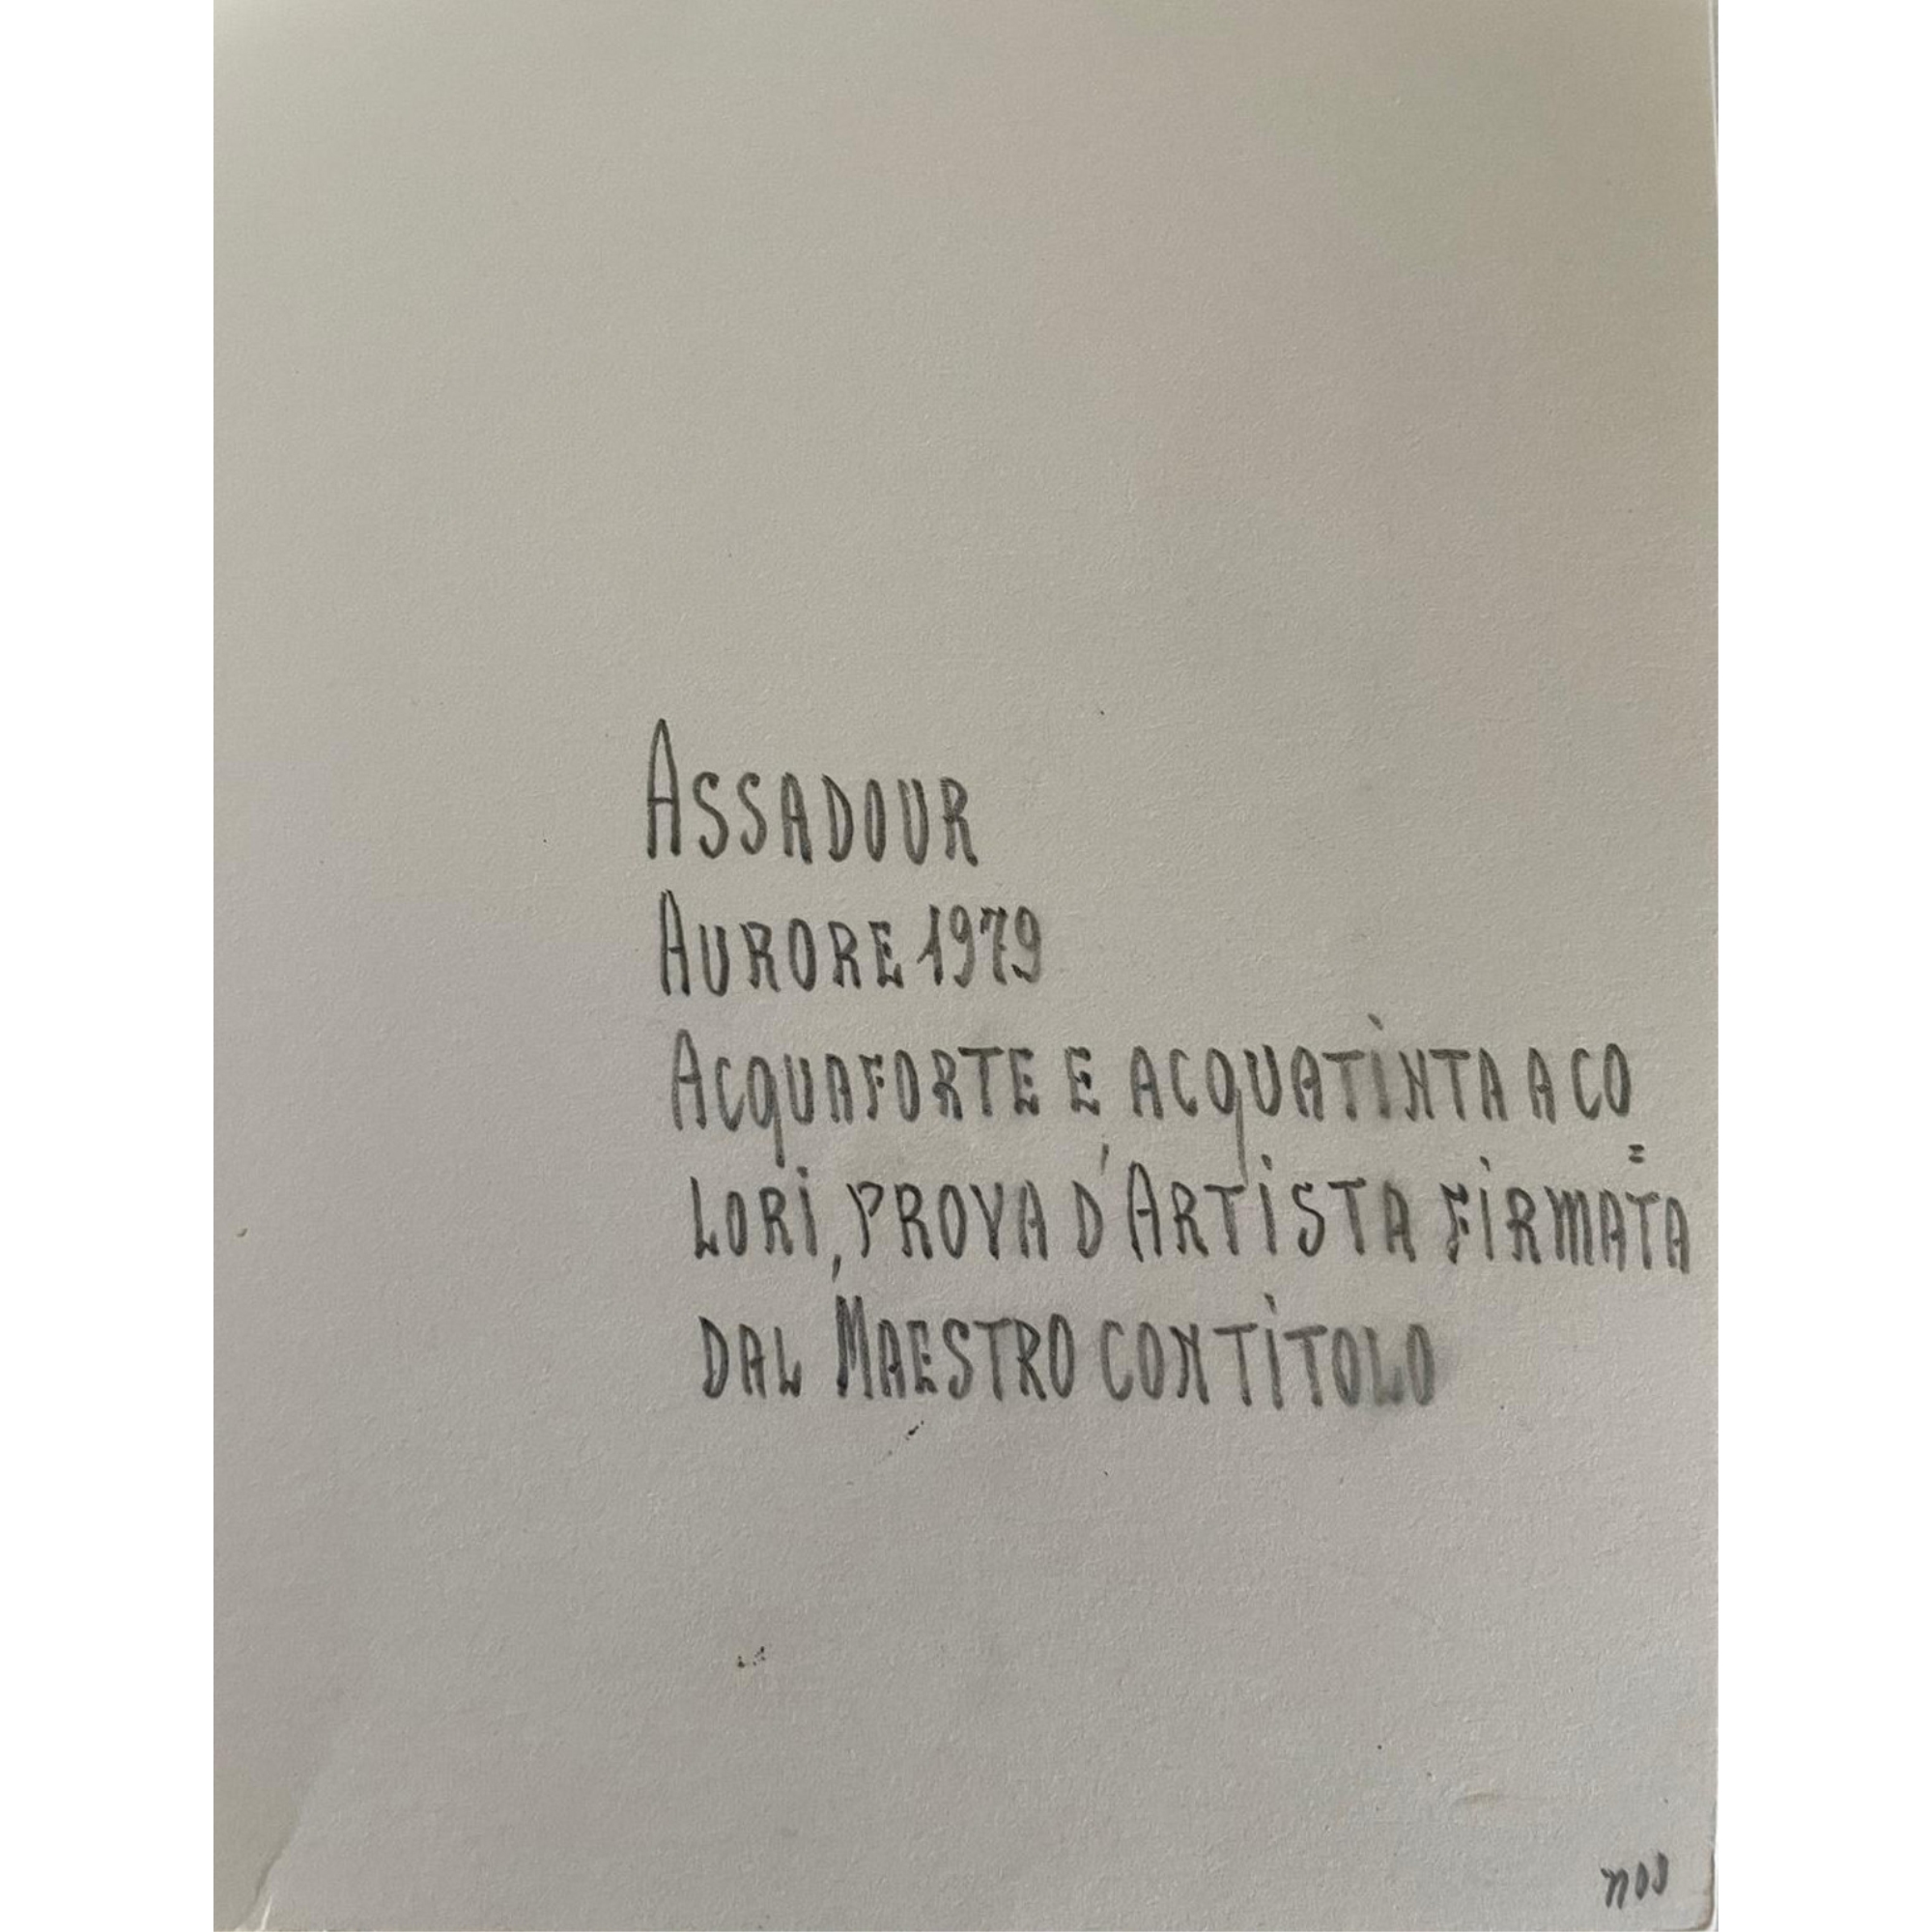 ASSADOUR
AURORE 1979
ACQUAFORTE E ACQUATINTA A CO=
LORI, PROVA D'ARTISTA FIRMATA
DAL MAESTRO CON TITOLO